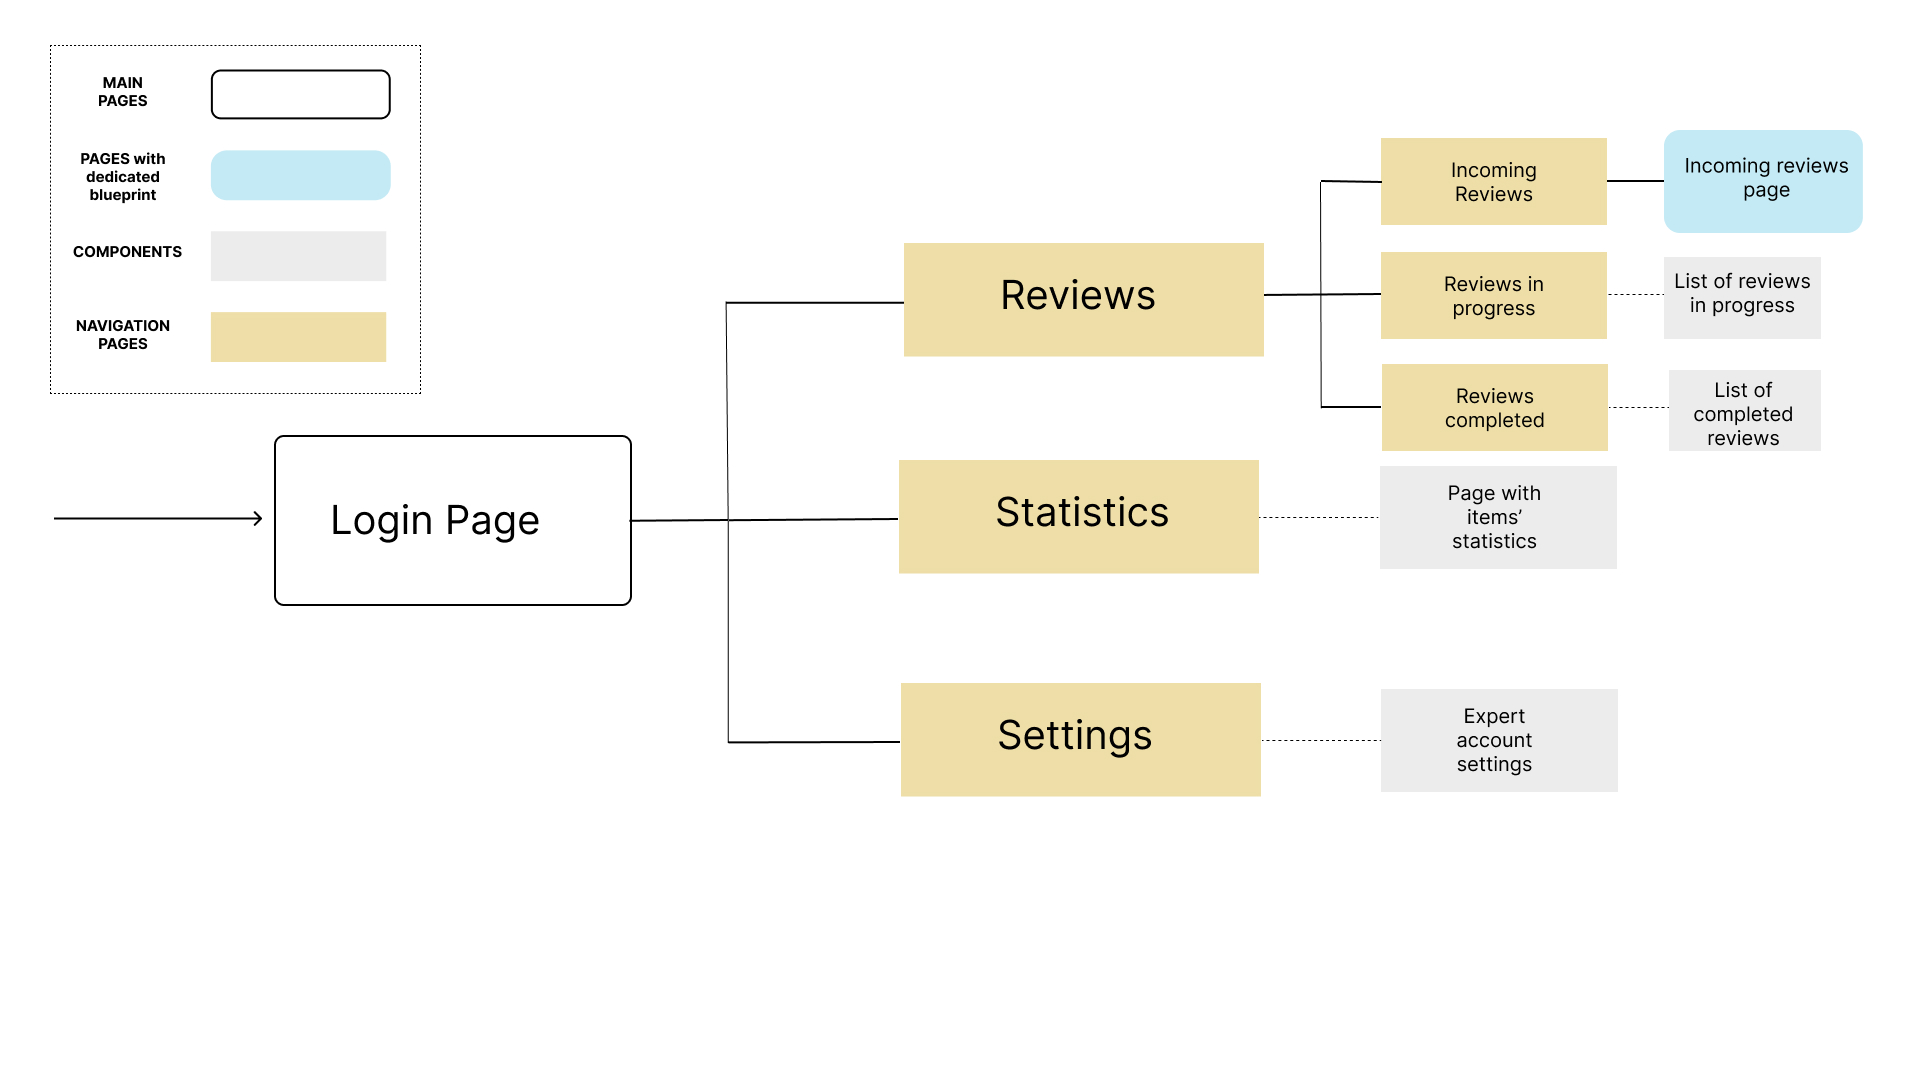 MAIN
PAGES
PAGES with
dedicated
blueprint
COMPONENTS
NAVIGATION
PAGES
Login Page
Reviews
Statistics
Settings
Incoming
Reviews
Incoming reviews
page
Reviews in
progress
List of reviews
in progress
Reviews
completed
List of
completed
reviews
Page with
items’
statistics
Expert
account
settings